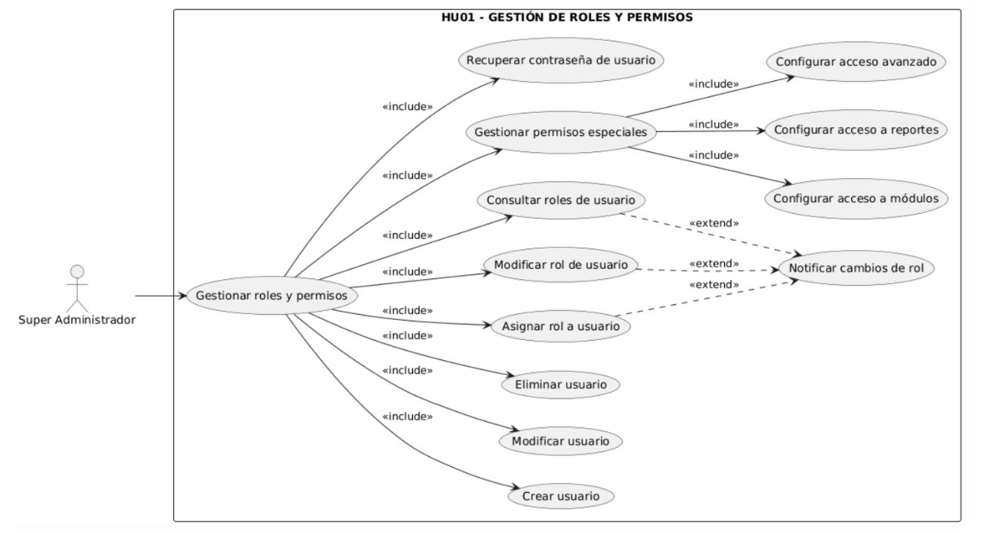 HU01 - GESTIÓN DE ROLES Y PERMISOS
Recuperar contraseña de usuario
Configurar acceso avanzado
«include»
«include»
Gestionar permisos especiales
«include»
Configurar acceso a reportes
«include»
«include»
Consultar roles de usuario
Configurar acceso a módulos
«include»
«extend»
Modificar rol de usuario
«include»
«extend»
Notificar cambios de rol
«extend»
Gestionar roles y permisos
Super Administrador
«include»
Asignar rol a usuario
«include»
Eliminar usuario
«include»
Modificar usuario
«include»
Crear usuario